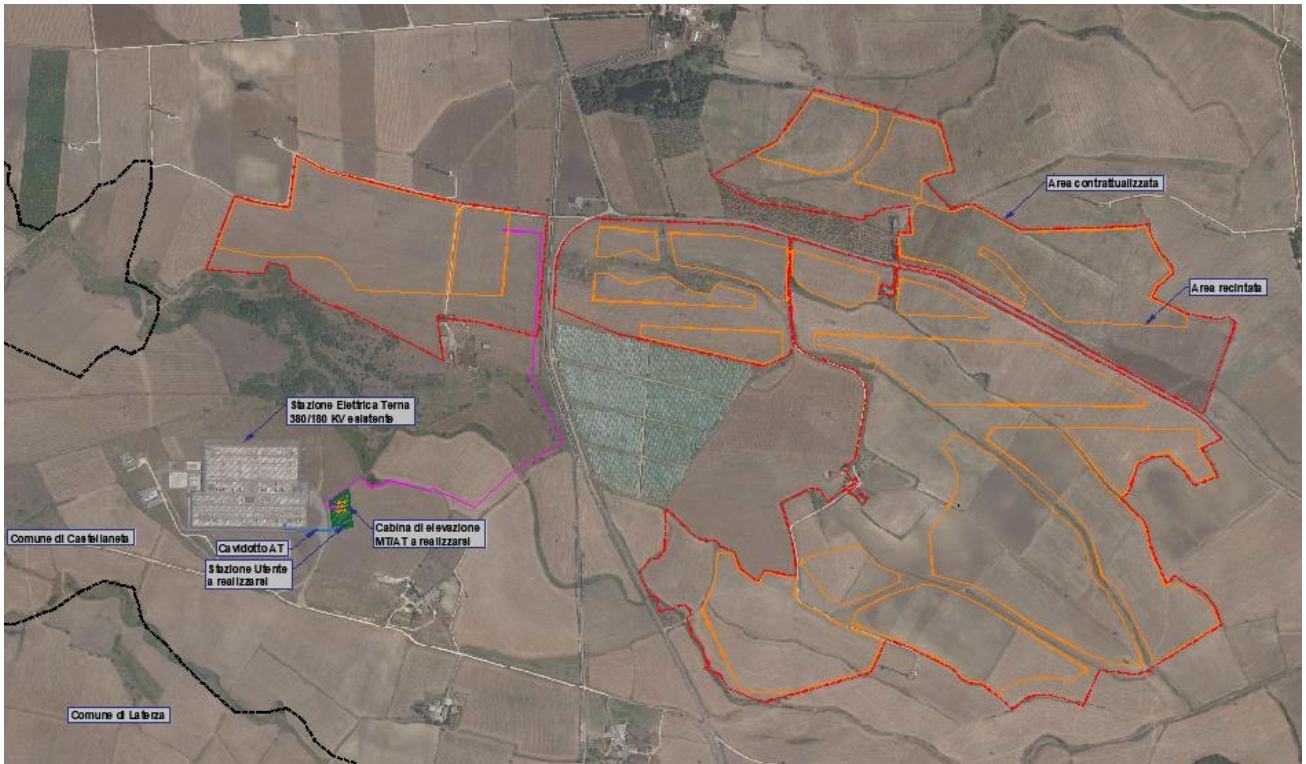 Area contrattualizzata
Area recintata
Stazione Elettrica Terna
380/180 KV esistente
Cabina di elevazione
MT/AT a realizzarsi
Comune di Castellaneta
Cavidotto AT
Stazione Utente
a realizzarsi
Comune di Laterza